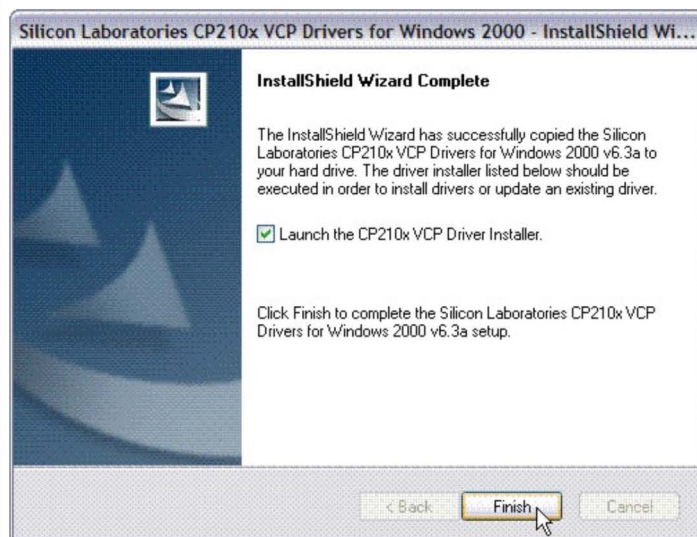 Silicon Laboratories CP210x VCP Drivers for Windows 2000 - InstallShield Wi...
InstallShield Wizard Complete
The InstallShield Wizard has successfully copied the Silicon
Laboratories CP210x VCP Drivers for Windows 2000 v6.3a to
your hard drive. The driver installer listed below should be
executed in order to install drivers or update an existing driver.
Launch the CP210x VCP Driver Installer.
Click Finish to complete the Silicon Laboratories CP210x VCP
Drivers for Windows 2000 v6.3a setup.
< Back Finish Cancel